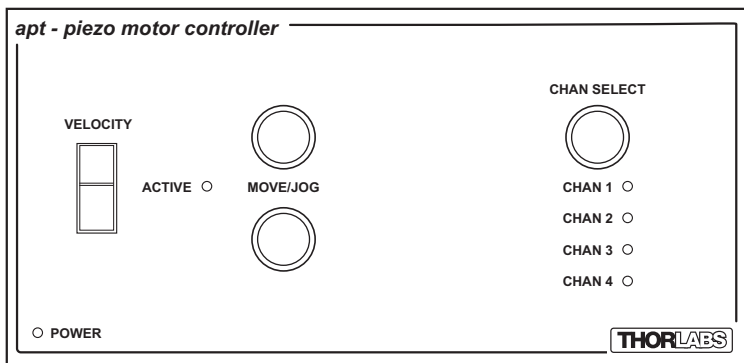 apt - piezo motor controller
CHAN SELECT
VELOCITY
ACTIVE
MOVE/JOG
CHAN 1
CHAN 2
CHAN 3
CHAN 4
POWER
THORLABS